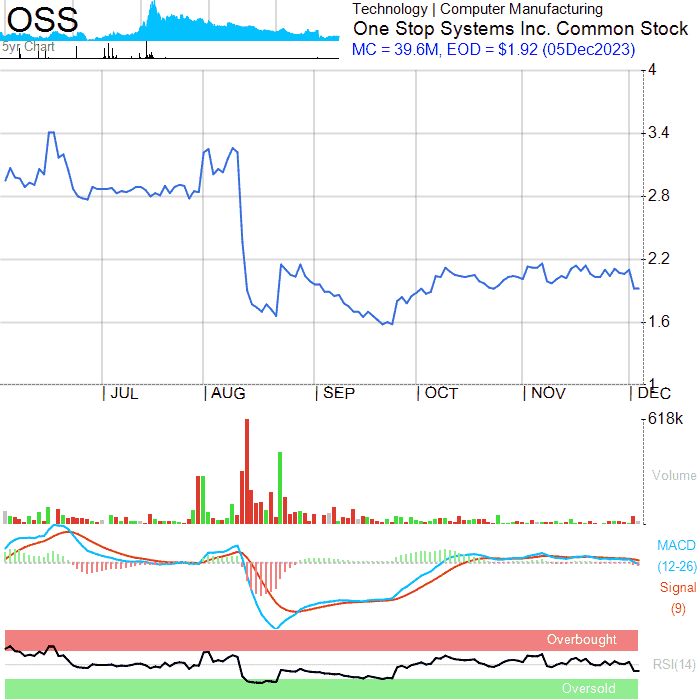 OSS
5yr Chart
Technology | Computer Manufacturing
One Stop Systems Inc. Common Stock
MC = 39.6M, EOD = $1.92 (05Dec2023)
4
3.4
2.8
2.2
1.6
1
| JUL | AUG | SEP | OCT | NOV | DEC
618k
Volume
MACD
(12-26)
Signal
(9)
Overbought
RSI(14)
Oversold